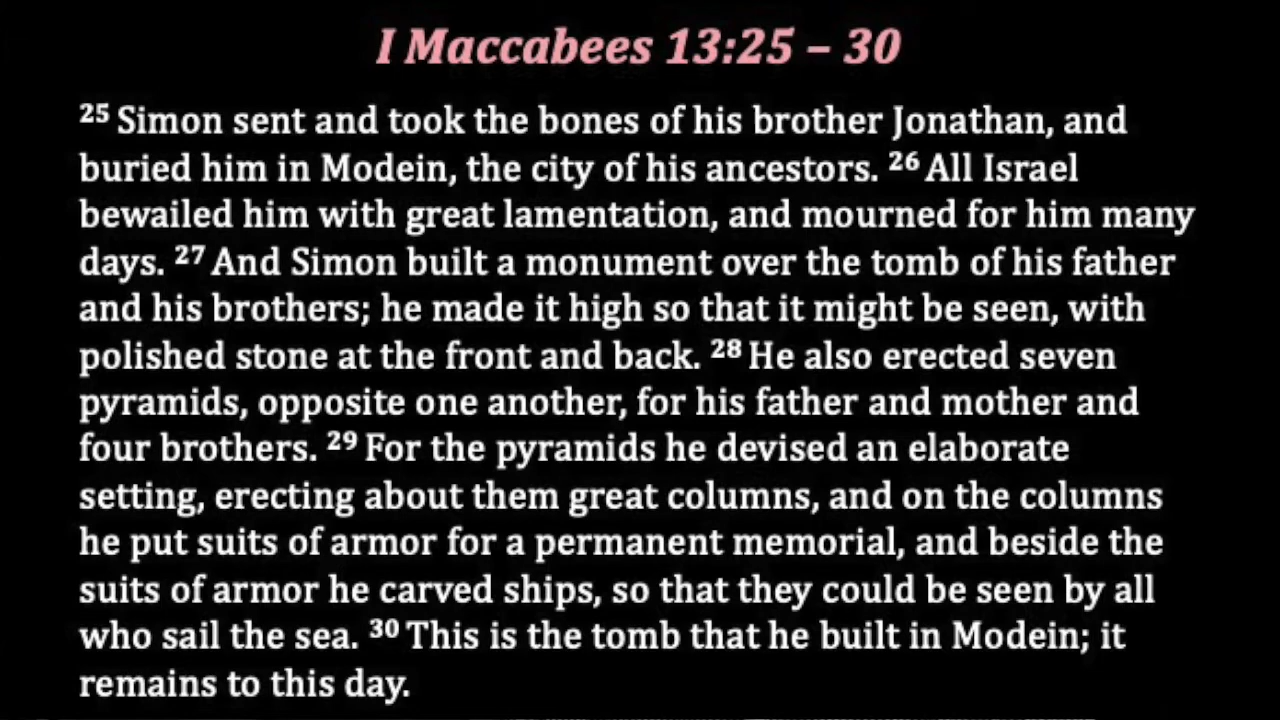 I Maccabees 13:25 – 30
25 Simon sent and took the bones of his brother Jonathan, and
buried him in Modein, the city of his ancestors. 26 All Israel
bewailed him with great lamentation, and mourned for him many
days. 27 And Simon built a monument over the tomb of his father
and his brothers; he made it high so that it might be seen, with
polished stone at the front and back. 28 He also erected seven
pyramids, opposite one another, for his father and mother and
four brothers. 29 For the pyramids he devised an elaborate
setting, erecting about them great columns, and on the columns
he put suits of armor for a permanent memorial, and beside the
suits of armor he carved ships, so that they could be seen by all
who sail the sea. 30 This is the tomb that he built in Modein; it
remains to this day.